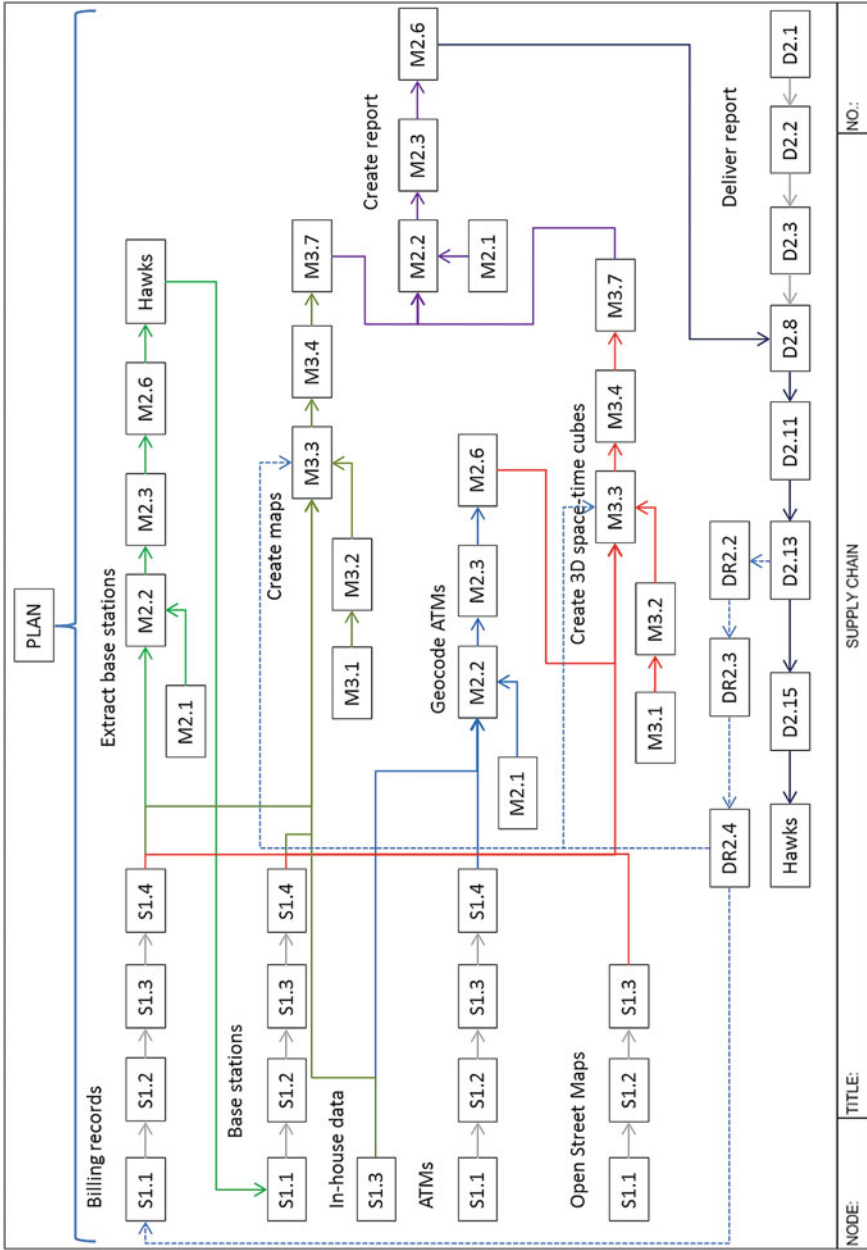 PLAN
Billing records
S1.1 S1.2 S1.3 S1.4
Extract base stations
M2.1 M2.2 M2.3 M2.6 Hawks
Base stations
S1.1 S1.2 S1.3 S1.4
Create maps
M3.1 M3.2 M3.3 M3.4 M3.7
In-house data
S1.3
Create report
M2.1 M2.2 M2.3 M2.6
ATMs
S1.1 S1.2 S1.3 S1.4
Geocode ATMs
M2.1 M2.2 M2.3 M2.6
Open Street Maps
S1.1 S1.2 S1.3
Create 3D space-time cubes
M3.1 M3.2 M3.3 M3.4 M3.7
DR2.4 DR2.3 DR2.2
Deliver report
Hawks D2.15 D2.13 D2.11 D2.8 D2.3 D2.2 D2.1
NODE: TITLE: SUPPLY CHAIN NO.: